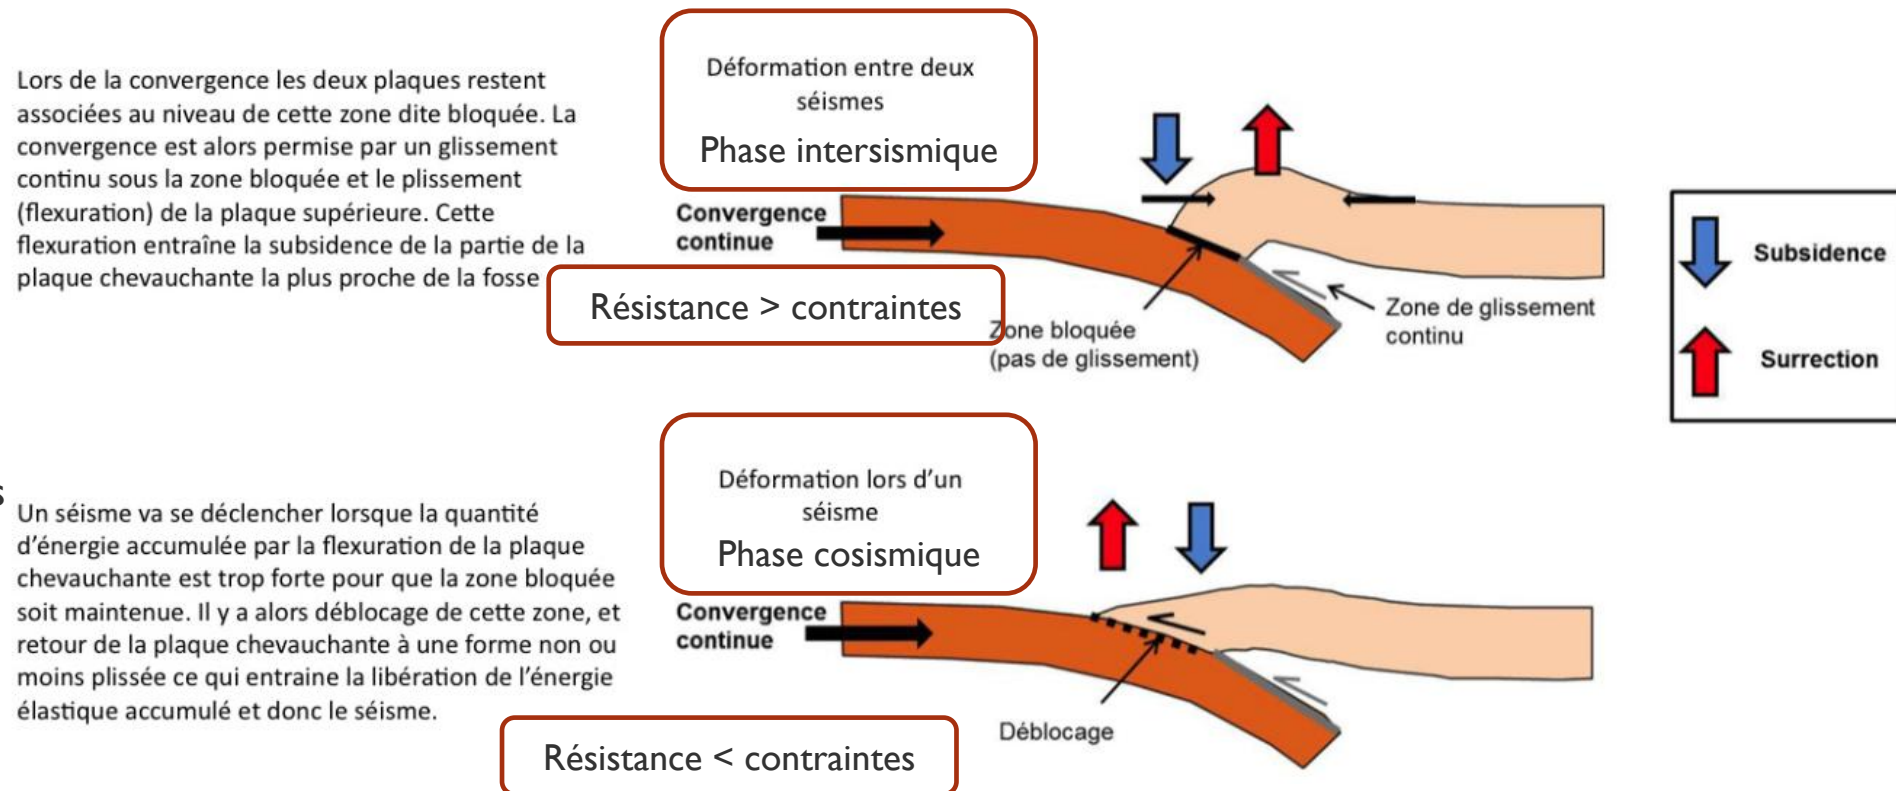 Lors de la convergence les deux plaques restent
associées au niveau de cette zone dite bloquée. La
convergence est alors permise par un glissement
continu sous la zone bloquée et le plissement
(flexuration) de la plaque supérieure. Cette
flexuration entraîne la subsidence de la partie de la
plaque chevauchante la plus proche de la fosse
Déformation entre deux
séismes
Phase intersismique
Convergence
continue
Résistance > contraintes
Zone bloquée
(pas de glissement)
Zone de glissement
continu
Subsidence
Surrection
s
Un séisme va se déclencher lorsque la quantité
d'énergie accumulée par la flexuration de la plaque
chevauchante est trop forte pour que la zone bloquée
soit maintenue. Il y a alors déblocage de cette zone, et
retour de la plaque chevauchante à une forme non ou
moins plissée ce qui entraine la libération de l'énergie
élastique accumulé et donc le séisme.
Déformation lors d'un
séisme
Phase cosismique
Convergence
continue
Déblocage
Résistance < contraintes